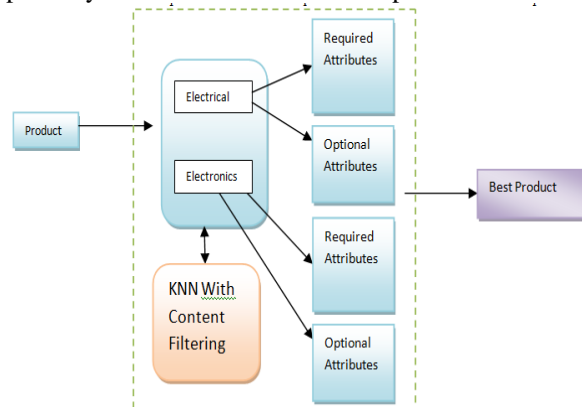 Required
Attributes
Electrical
Product
Optional
Attributes
Electronics
Best Product
Required
Attributes
KNN With
Content
Filtering
Optional
Attributes